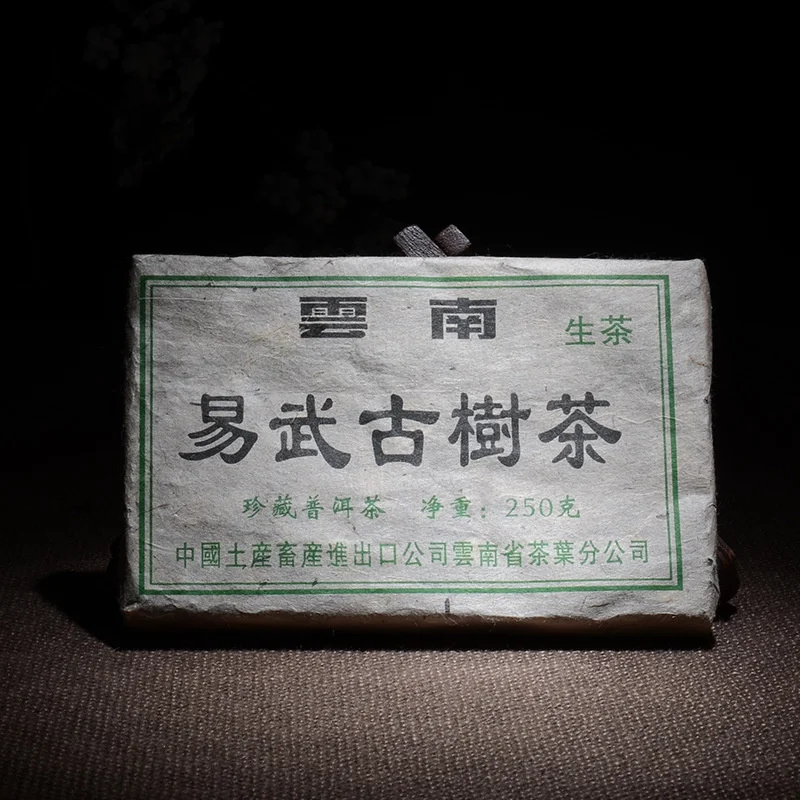 雲南
生茶
易武古樹茶
珍藏普洱茶 净重：250克
中國土産畜産進出口公司雲南省茶葉分公司